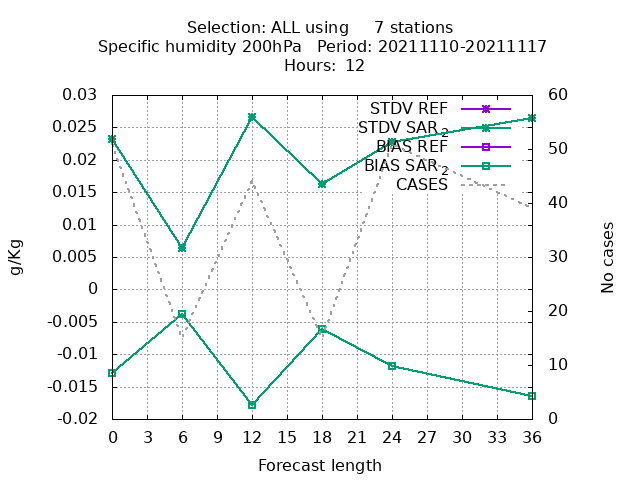 Selection: ALL using     7 stations
Specific humidity 200hPa   Period: 20211110-20211117
Hours: 12
0.03
0.025
0.02
0.015
0.01
0.005
0
-0.005
-0.01
-0.015
-0.02
g/Kg
STDV REF
STDV SAR₂
BIAS REF
BIAS SAR₂
CASES
60
50
40
30
20
10
0
No cases
0 3 6 9 12 15 18 21 24 27 30 33 36
Forecast length